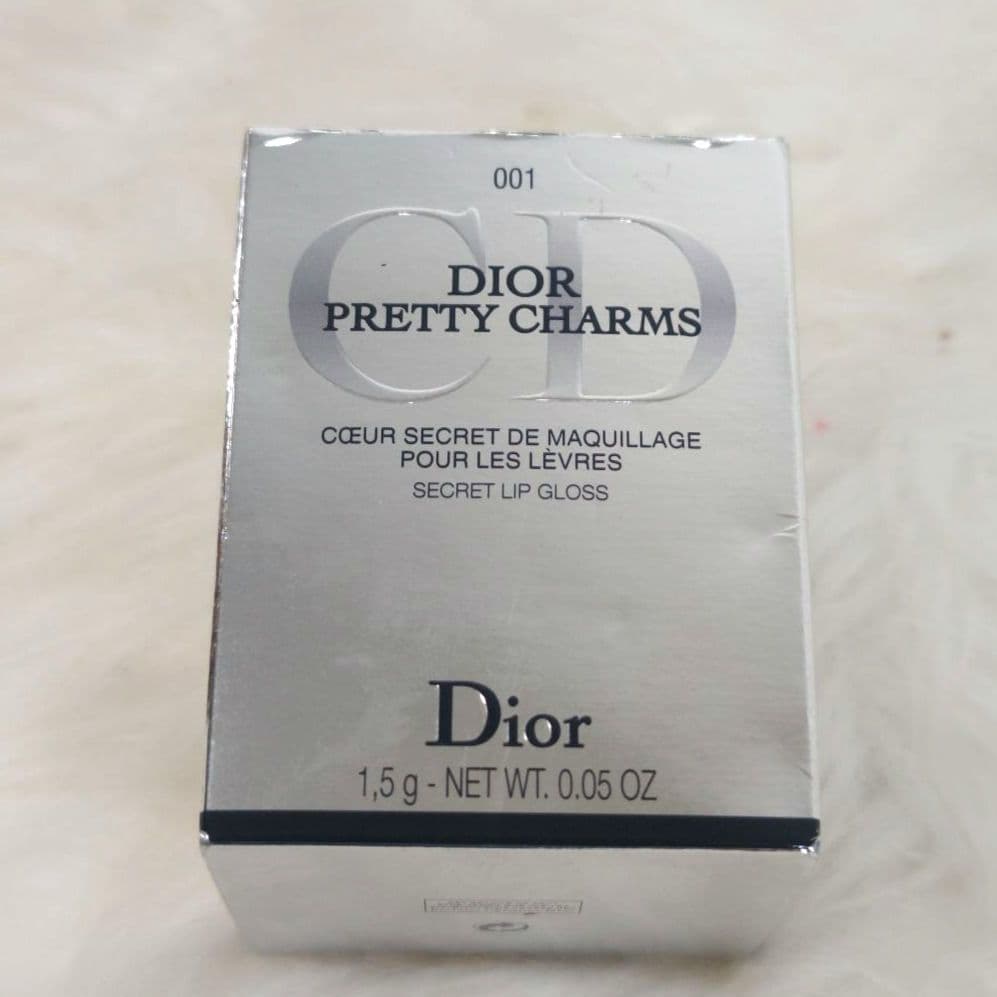 001
CD
DIOR
PRETTY CHARMS
CŒUR SECRET DE MAQUILLAGE
POUR LES LÈVRES
SECRET LIP GLOSS
Dior
1,5 g - NET WT. 0.05 OZ